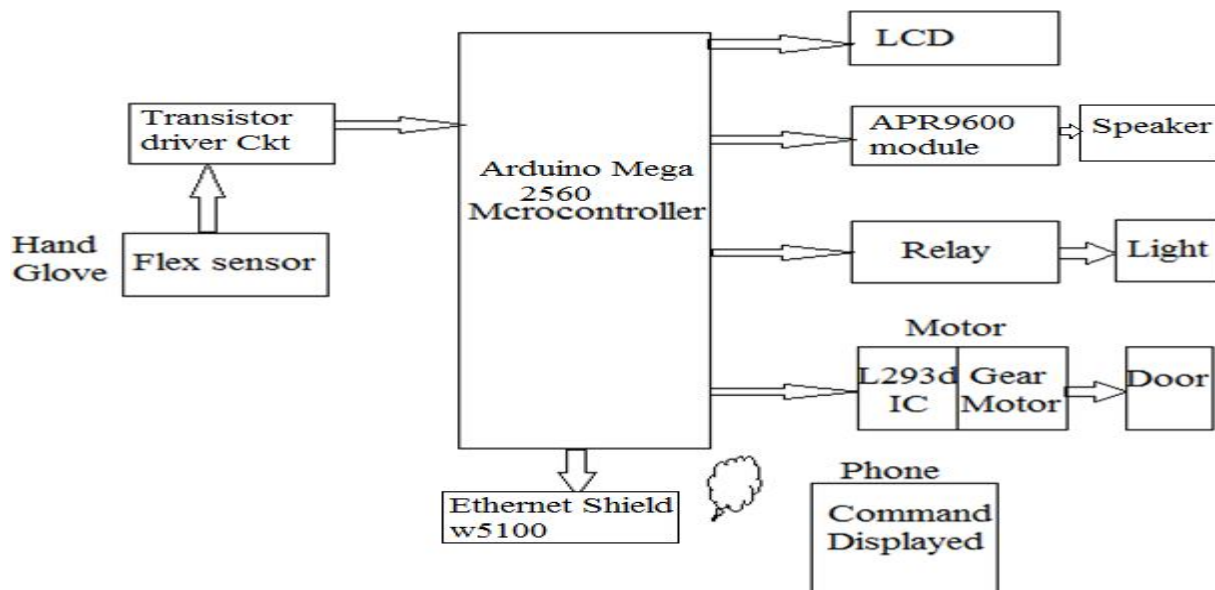 LCD
Transistor
driver Ckt
APR9600
module
Speaker
Arduino Mega
2560
Mcrocontroller
Hand
Glove
Flex sensor
Relay
Light
Motor
L293d
IC
Gear
Motor
Door
Ethernet Shield
w5100
Phone
Command
Displayed